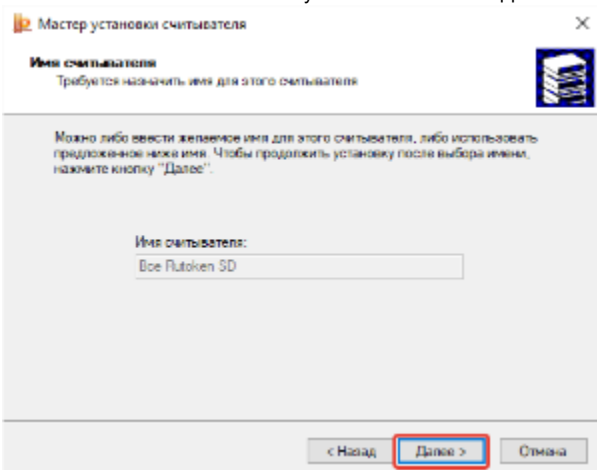 Мастер установки считывателя
Имя считывателя
Требуется назначить имя для этого считывателя
Можно либо ввести желаемое имя для этого считывателя, либо использовать
предложенное ниже имя. Чтобы продолжить установку после выбора имени,
нажмите кнопку "Далее".
Имя считывателя:
Все Rutoken SD
< Назад
Далее >
Отмена